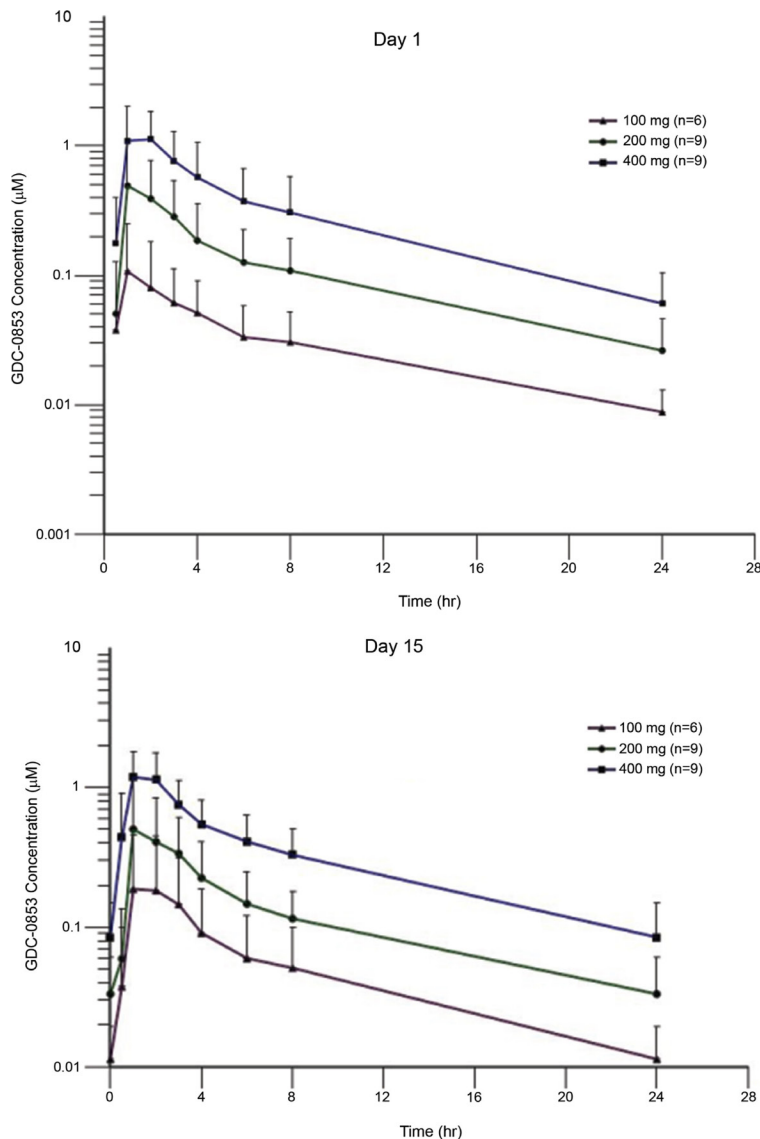 10
Day 1
100 mg (n=6)
200 mg (n=9)
400 mg (n=9)
1
0.1
0.01
0.001
GDC-0853 Concentration (μM)
0 4 8 12 16 20 24 28
Time (hr)
10
Day 15
100 mg (n=6)
200 mg (n=9)
400 mg (n=9)
1
0.1
0.01
GDC-0853 Concentration (μM)
0 4 8 12 16 20 24 28
Time (hr)